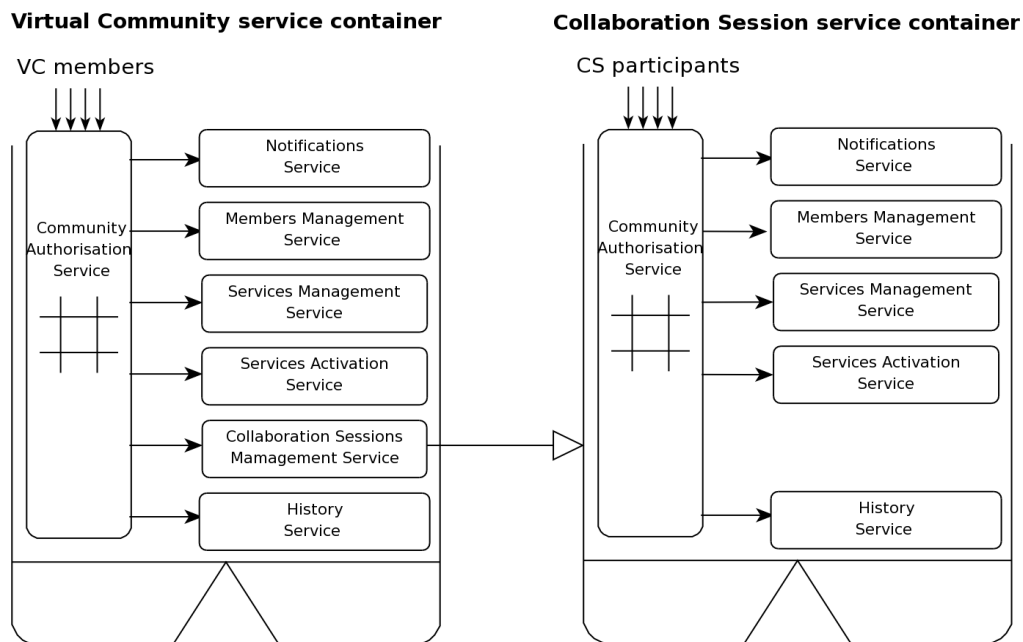 Virtual Community service container
VC members
Community
Authorisation
Service
Notifications
Service
Members Management
Service
Services Management
Service
Services Activation
Service
Collaboration Sessions
Mamagement Service
History
Service
Collaboration Session service container
CS participants
Community
Authorisation
Service
Notifications
Service
Members Management
Service
Services Management
Service
Services Activation
Service
History
Service